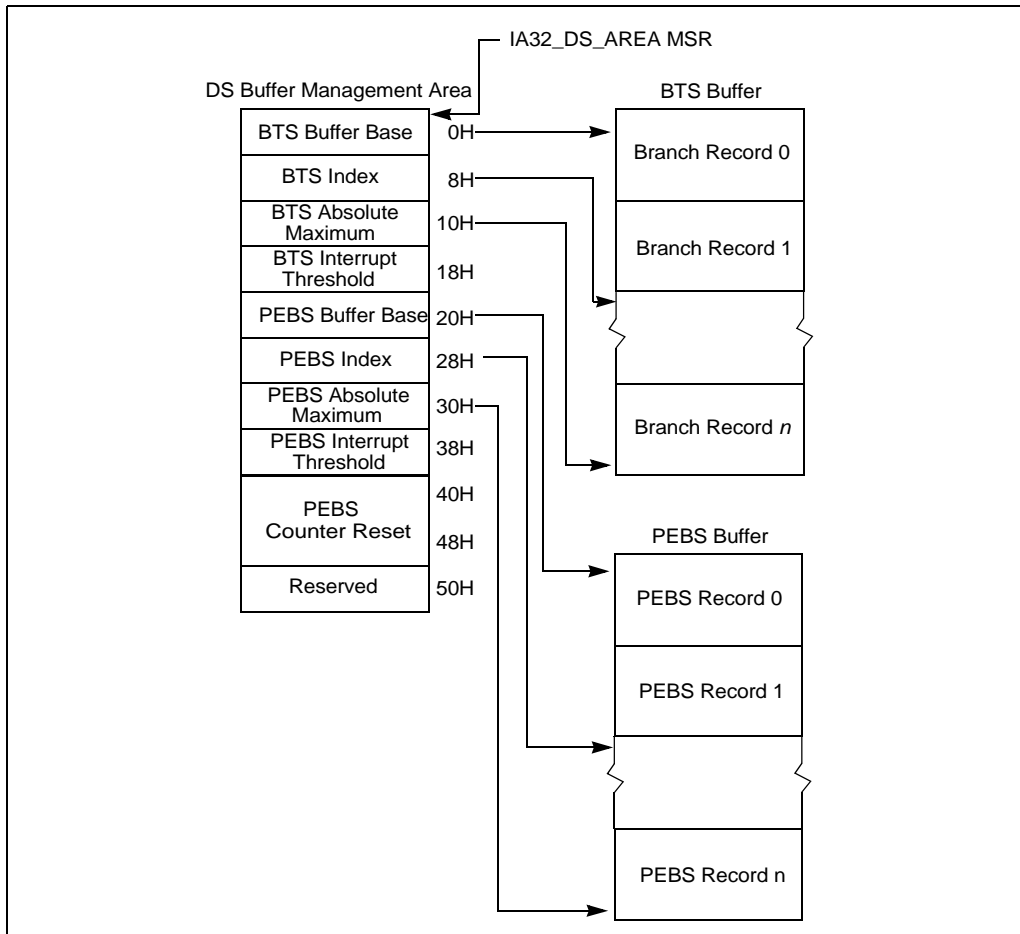 IA32_DS_AREA MSR
DS Buffer Management Area
BTS Buffer Base 0H
BTS Index 8H
BTS Absolute
Maximum 10H
BTS Interrupt
Threshold 18H
PEBS Buffer Base 20H
PEBS Index 28H
PEBS Absolute
Maximum 30H
PEBS Interrupt
Threshold 38H
40H
PEBS
Counter Reset
48H
Reserved 50H
BTS Buffer
Branch Record 0
Branch Record 1
Branch Record n
PEBS Buffer
PEBS Record 0
PEBS Record 1
PEBS Record n